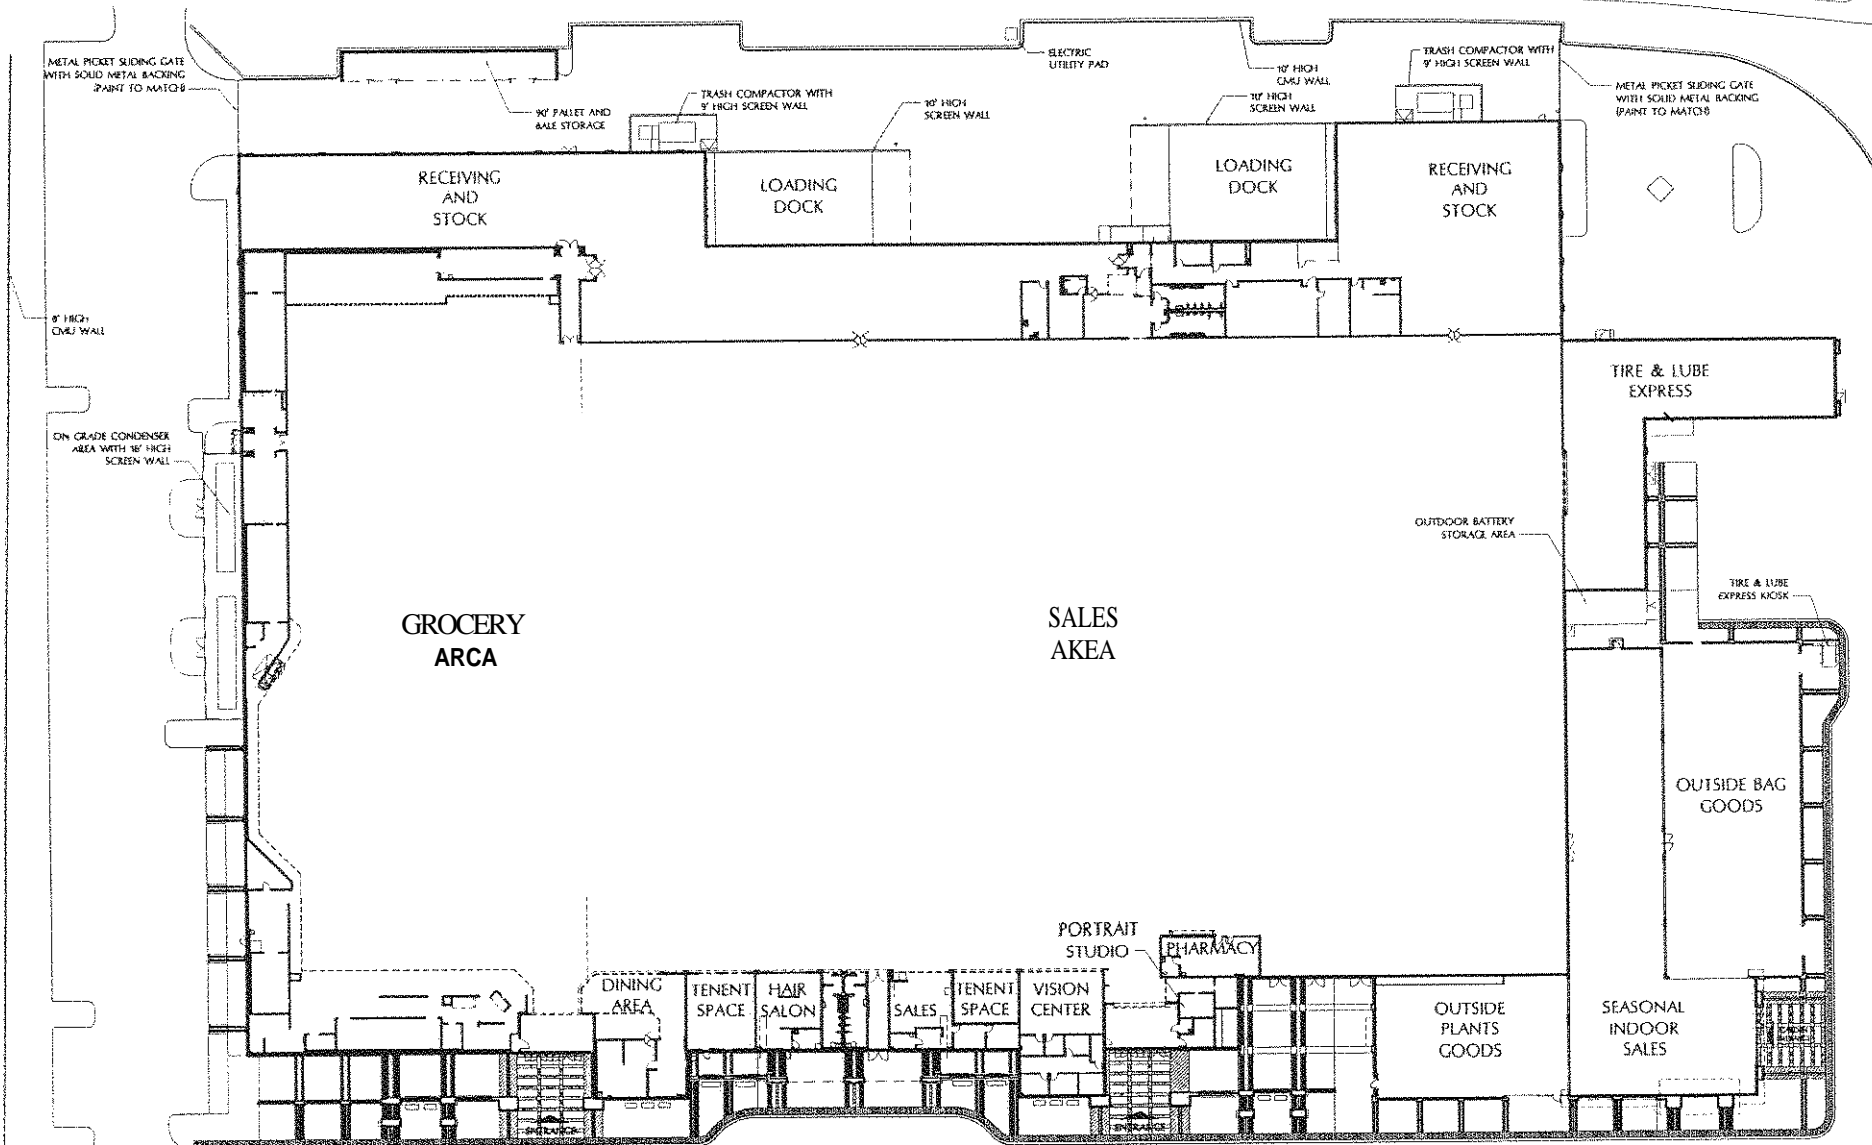 METAL PICKET SLIDING GATE
WITH SOLID METAL BACKING
(PAINT TO MATCH)
90' PALLET AND
BALE STORAGE
TRASH COMPACTOR WITH
9' HIGH SCREEN WALL
10' HIGH
SCREEN WALL
ELECTRIC
UTILITY PAD
10' HIGH
CMU WALL
10' HIGH
SCREEN WALL
TRASH COMPACTOR WITH
9' HIGH SCREEN WALL
METAL PICKET SLIDING GATE
WITH SOLID METAL BACKING
(PAINT TO MATCH)
RECEIVING
AND
STOCK
LOADING
DOCK
LOADING
DOCK
RECEIVING
AND
STOCK
8' HIGH
CMU WALL
TIRE & LUBE
EXPRESS
ON GRADE CONDENSER
AREA WITH 16' HIGH
SCREEN WALL
OUTDOOR BATTERY
STORAGE AREA
TIRE & LUBE
EXPRESS KIOSK
GROCERY
ARCA
SALES
AKEA
OUTSIDE BAG
GOODS
PORTRAIT
STUDIO
PHARMACY
DINING
AREA
TENENT
SPACE
HAIR
SALON
SALES
TENENT
SPACE
VISION
CENTER
OUTSIDE
PLANTS
GOODS
SEASONAL
INDOOR
SALES
ENTRANCE
ENTRANCE